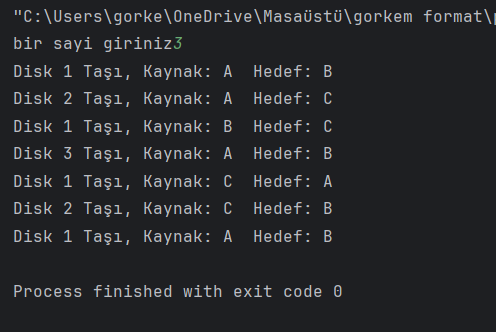 "C:\Users\gorke\OneDrive\Masaüstü\gorkem format\
bir sayi giriniz3
Disk 1 Taşı, Kaynak: A  Hedef: B
Disk 2 Taşı, Kaynak: A  Hedef: C
Disk 1 Taşı, Kaynak: B  Hedef: C
Disk 3 Taşı, Kaynak: A  Hedef: B
Disk 1 Taşı, Kaynak: C  Hedef: A
Disk 2 Taşı, Kaynak: C  Hedef: B
Disk 1 Taşı, Kaynak: A  Hedef: B
Process finished with exit code 0